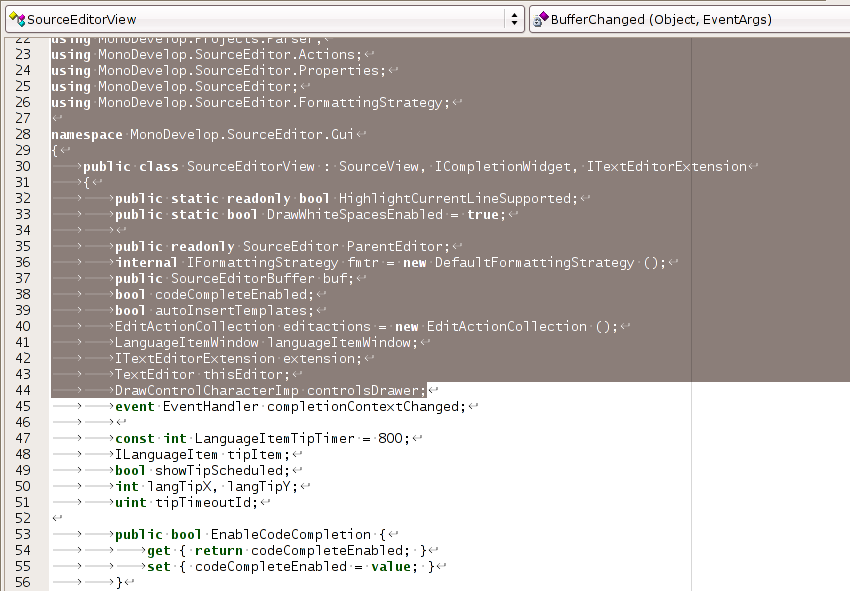 SourceEditorView
BufferChanged (Object, EventArgs)
22 using MonoDevelop.Projects.Parser;
23 using MonoDevelop.SourceEditor.Actions;
24 using MonoDevelop.SourceEditor.Properties;
25 using MonoDevelop.SourceEditor;
26 using MonoDevelop.SourceEditor.FormattingStrategy;
27
28 namespace MonoDevelop.SourceEditor.Gui
29 {
30 public class SourceEditorView : SourceView, ICompletionWidget, ITextEditorExtension
31 {
32 public static readonly bool HighlightCurrentLineSupported;
33 public static bool DrawWhiteSpacesEnabled = true;
34
35 public readonly SourceEditor ParentEditor;
36 internal IFormattingStrategy fmtr = new DefaultFormattingStrategy ();
37 public SourceEditorBuffer buf;
38 bool codeCompleteEnabled;
39 bool autoInsertTemplates;
40 EditActionCollection editactions = new EditActionCollection ();
41 LanguageItemWindow languageItemWindow;
42 ITextEditorExtension extension;
43 TextEditor thisEditor;
44 DrawControlCharacterImp controlsDrawer;
45 event EventHandler completionContextChanged;
46
47 const int LanguageItemTipTimer = 800;
48 ILanguageItem tipItem;
49 bool showTipScheduled;
50 int langTipX, langTipY;
51 uint tipTimeoutId;
52
53 public bool EnableCodeCompletion {
54 get { return codeCompleteEnabled; }
55 set { codeCompleteEnabled = value; }
56 }